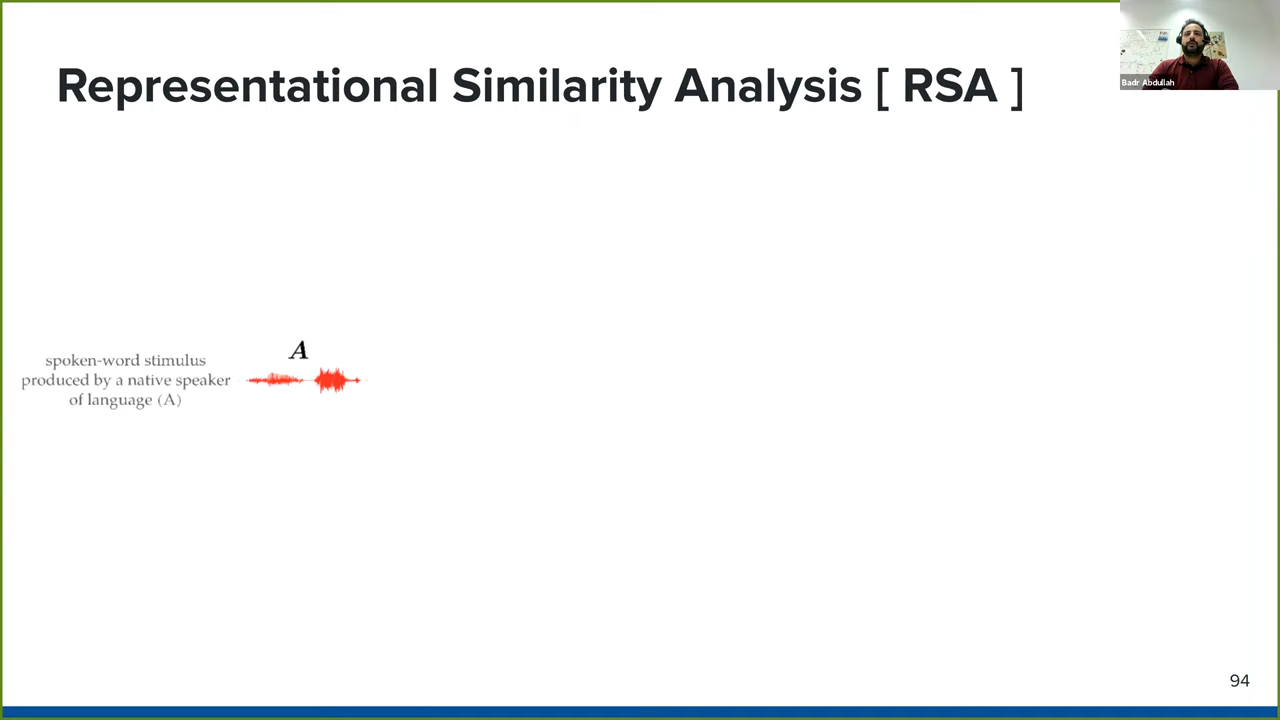 Representational Similarity Analysis [ RSA ]
Badr Abdullah
A
spoken-word stimulus
produced by a native speaker
of language (A)
94